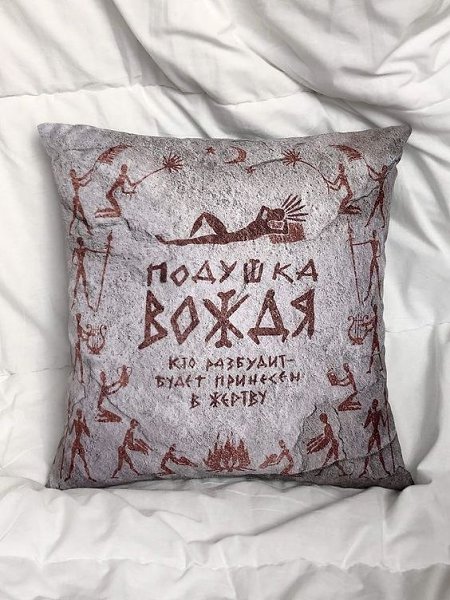 ПОДУШКА
ВОЖДЯ
КТО РАЗБУДИТ-
БУДЕТ ПРИНЕСЕН
В ЖЕРТВУ